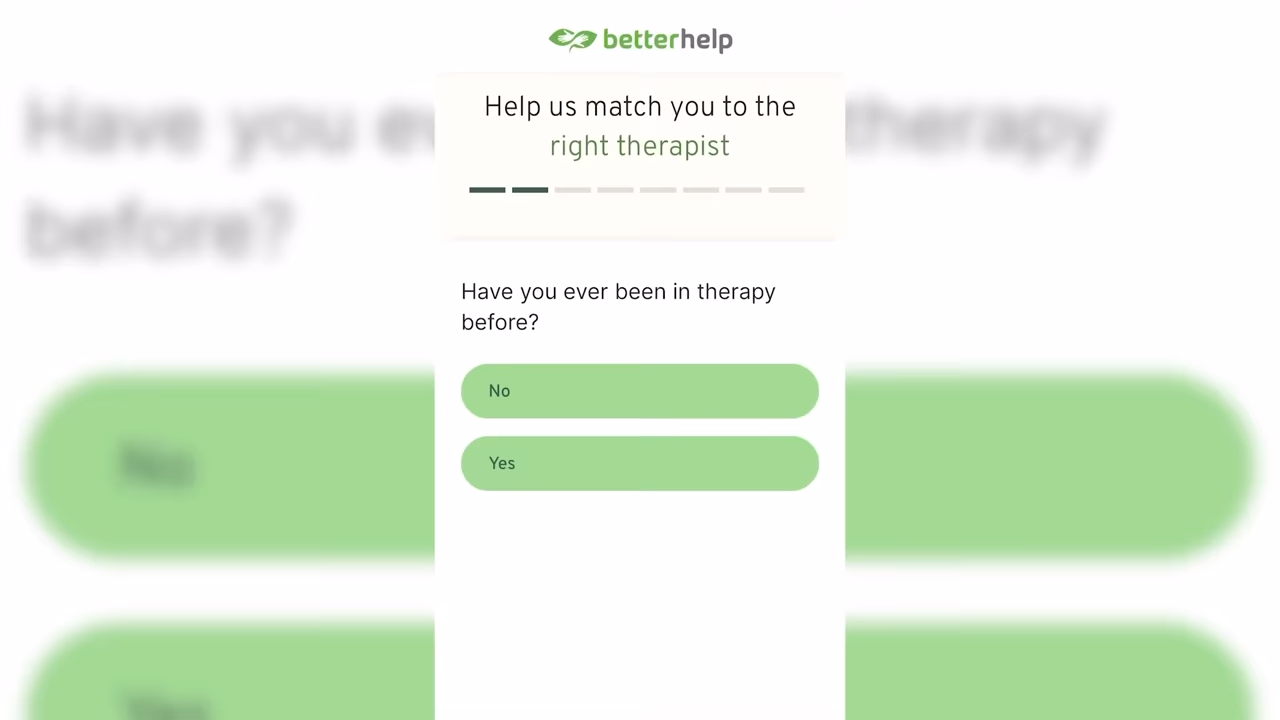 betterhelp
Help us match you to the
right therapist
Have you ever been in therapy
before?
No
Yes